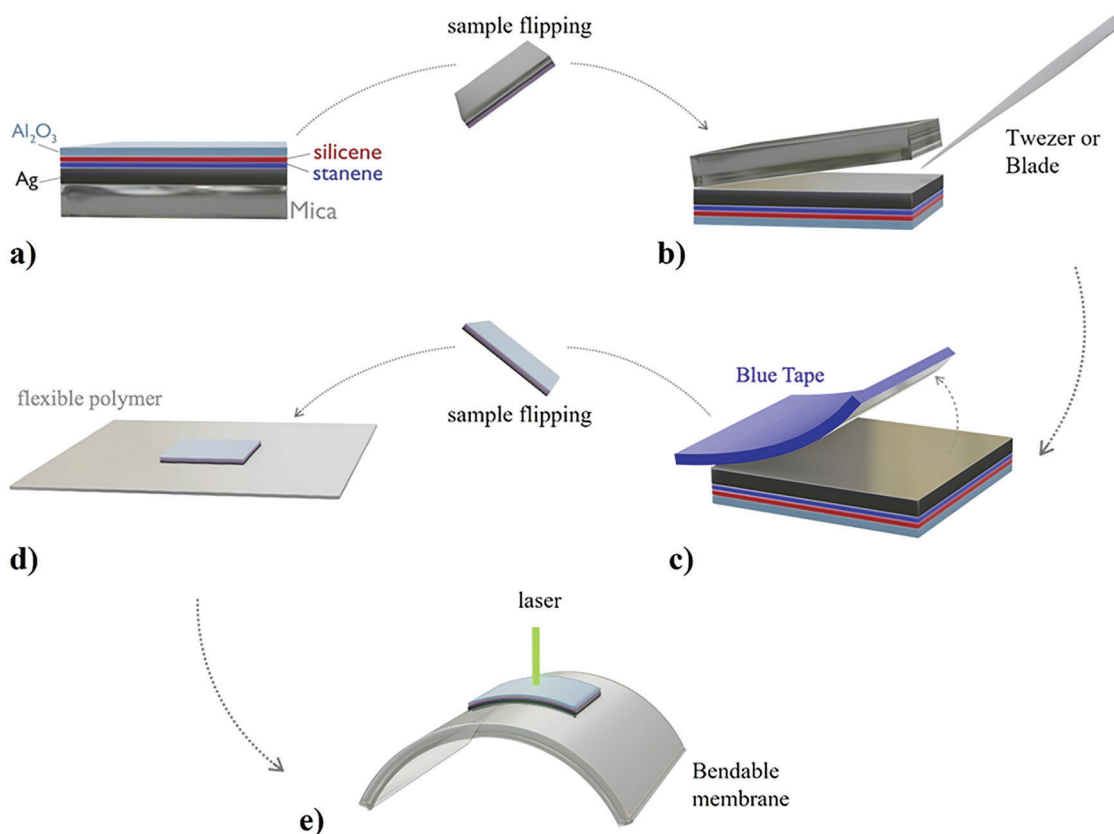 sample flipping
Al₂O₃
silicene
stanene
Ag
Mica
a)
Twezer or
Blade
b)
flexible polymer
sample flipping
Blue Tape
d)
c)
laser
Bendable
membrane
e)